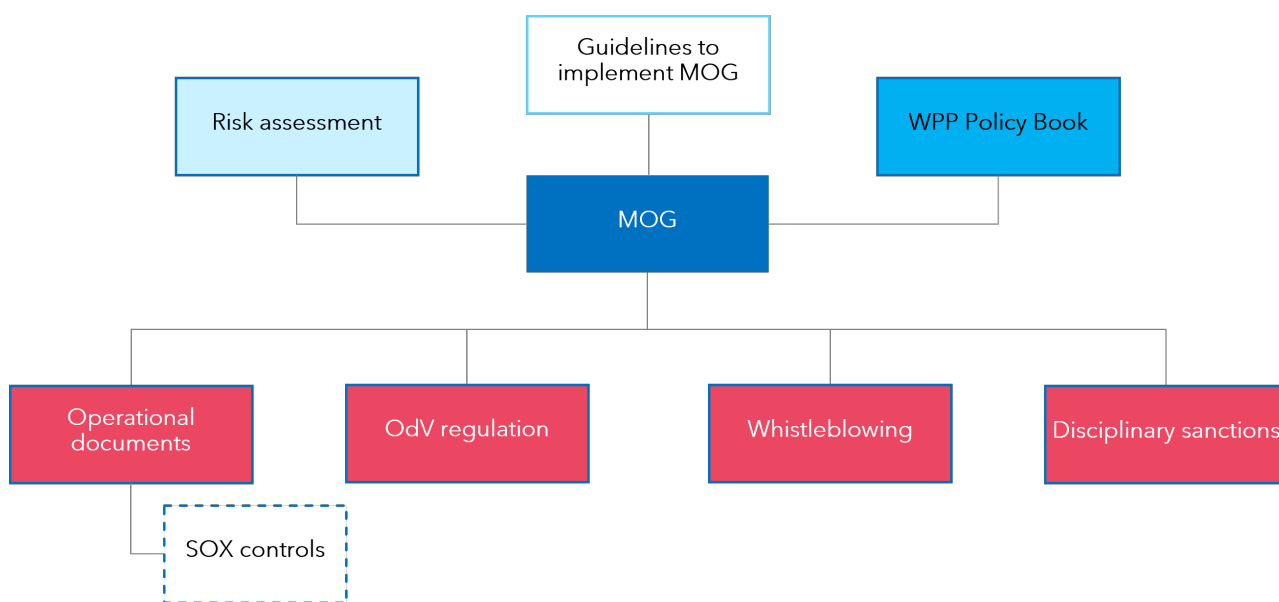 Guidelines to
implement MOG
Risk assessment
WPP Policy Book
MOG
Operational
documents
OdV regulation
Whistleblowing
Disciplinary sanctions
SOX controls